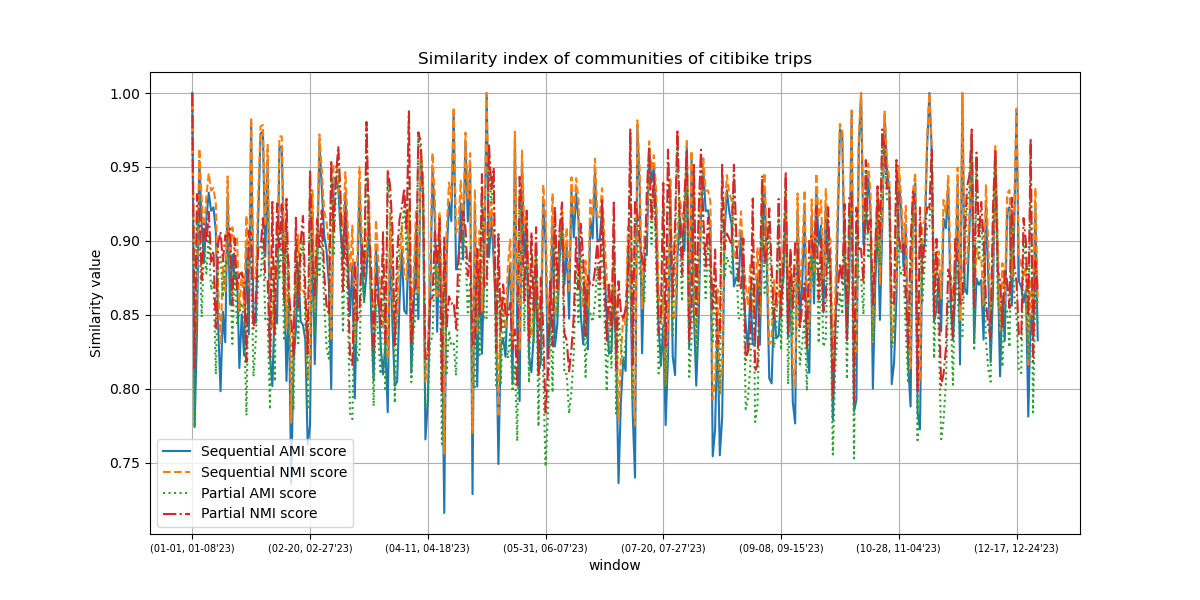 Similarity index of communities of citibike trips
1.00
0.95
0.90
0.85
0.80
0.75
Similarity value
Sequential AMI score
Sequential NMI score
Partial AMI score
Partial NMI score
(01-01, 01-08'23) (02-20, 02-27'23) (04-11, 04-18'23) (05-31, 06-07'23) (07-20, 07-27'23) (09-08, 09-15'23) (10-28, 11-04'23) (12-17, 12-24'23)
window